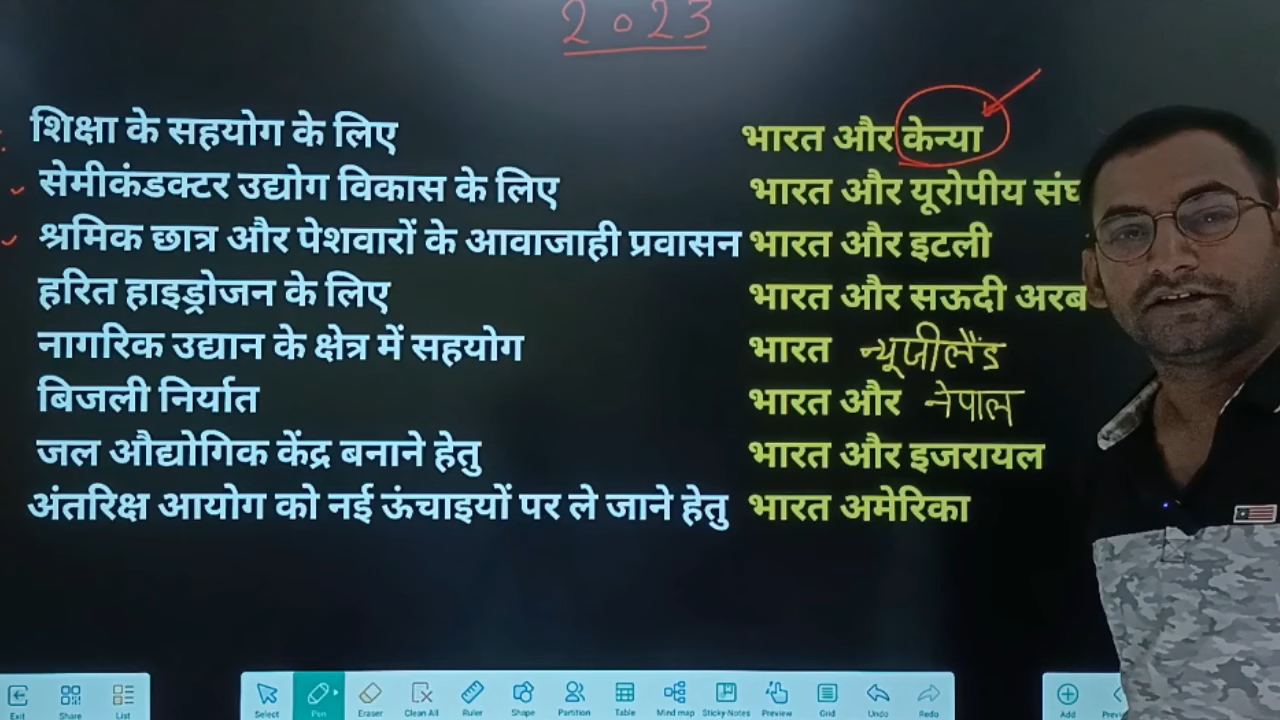 2023
शिक्षा के सहयोग के लिए भारत और केन्या
सेमीकंडक्टर उद्योग विकास के लिए भारत और यूरोपीय संघ
श्रमिक छात्र और पेशवारों के आवाजाही प्रवासन भारत और इटली
हरित हाइड्रोजन के लिए भारत और सऊदी अरब
नागरिक उद्यान के क्षेत्र में सहयोग भारत न्यूजीलैंड
बिजली निर्यात भारत और नेपाल
जल औद्योगिक केंद्र बनाने हेतु भारत और इजरायल
अंतरिक्ष आयोग को नई ऊंचाइयों पर ले जाने हेतु भारत अमेरिका
Exit Share List Select Pen Eraser Clean All Ruler Shape Partition Table Mind map Sticky Notes Preview Grid Undo Redo Add